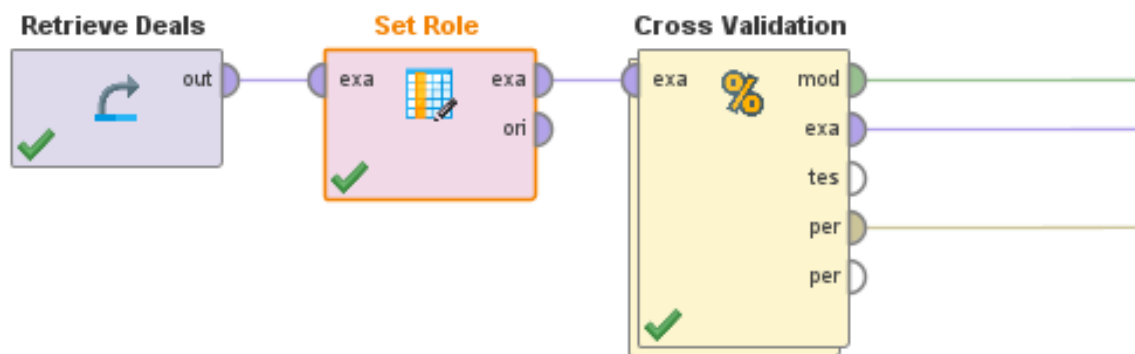 Retrieve Deals
out
Set Role
exa
exa
ori
Cross Validation
exa
%
mod
exa
tes
per
per